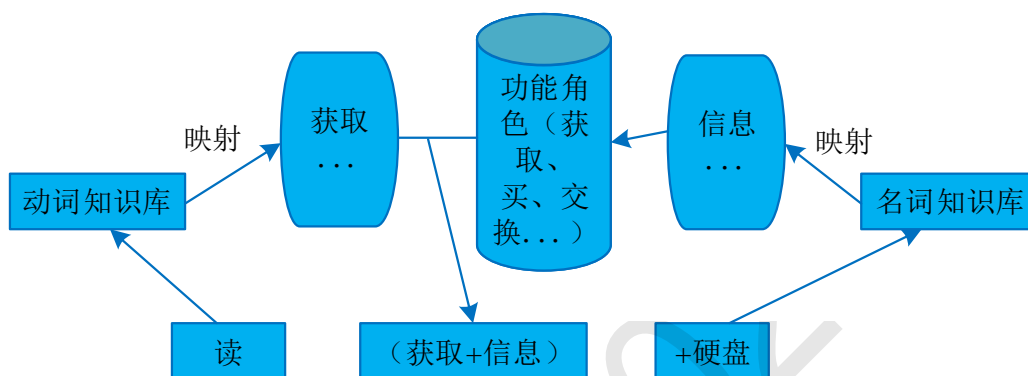 获取
...
映射
动词知识库
功能角
色（获
取、
买、交
换...）
信息
...
映射
名词知识库
读
（获取+信息）
+硬盘